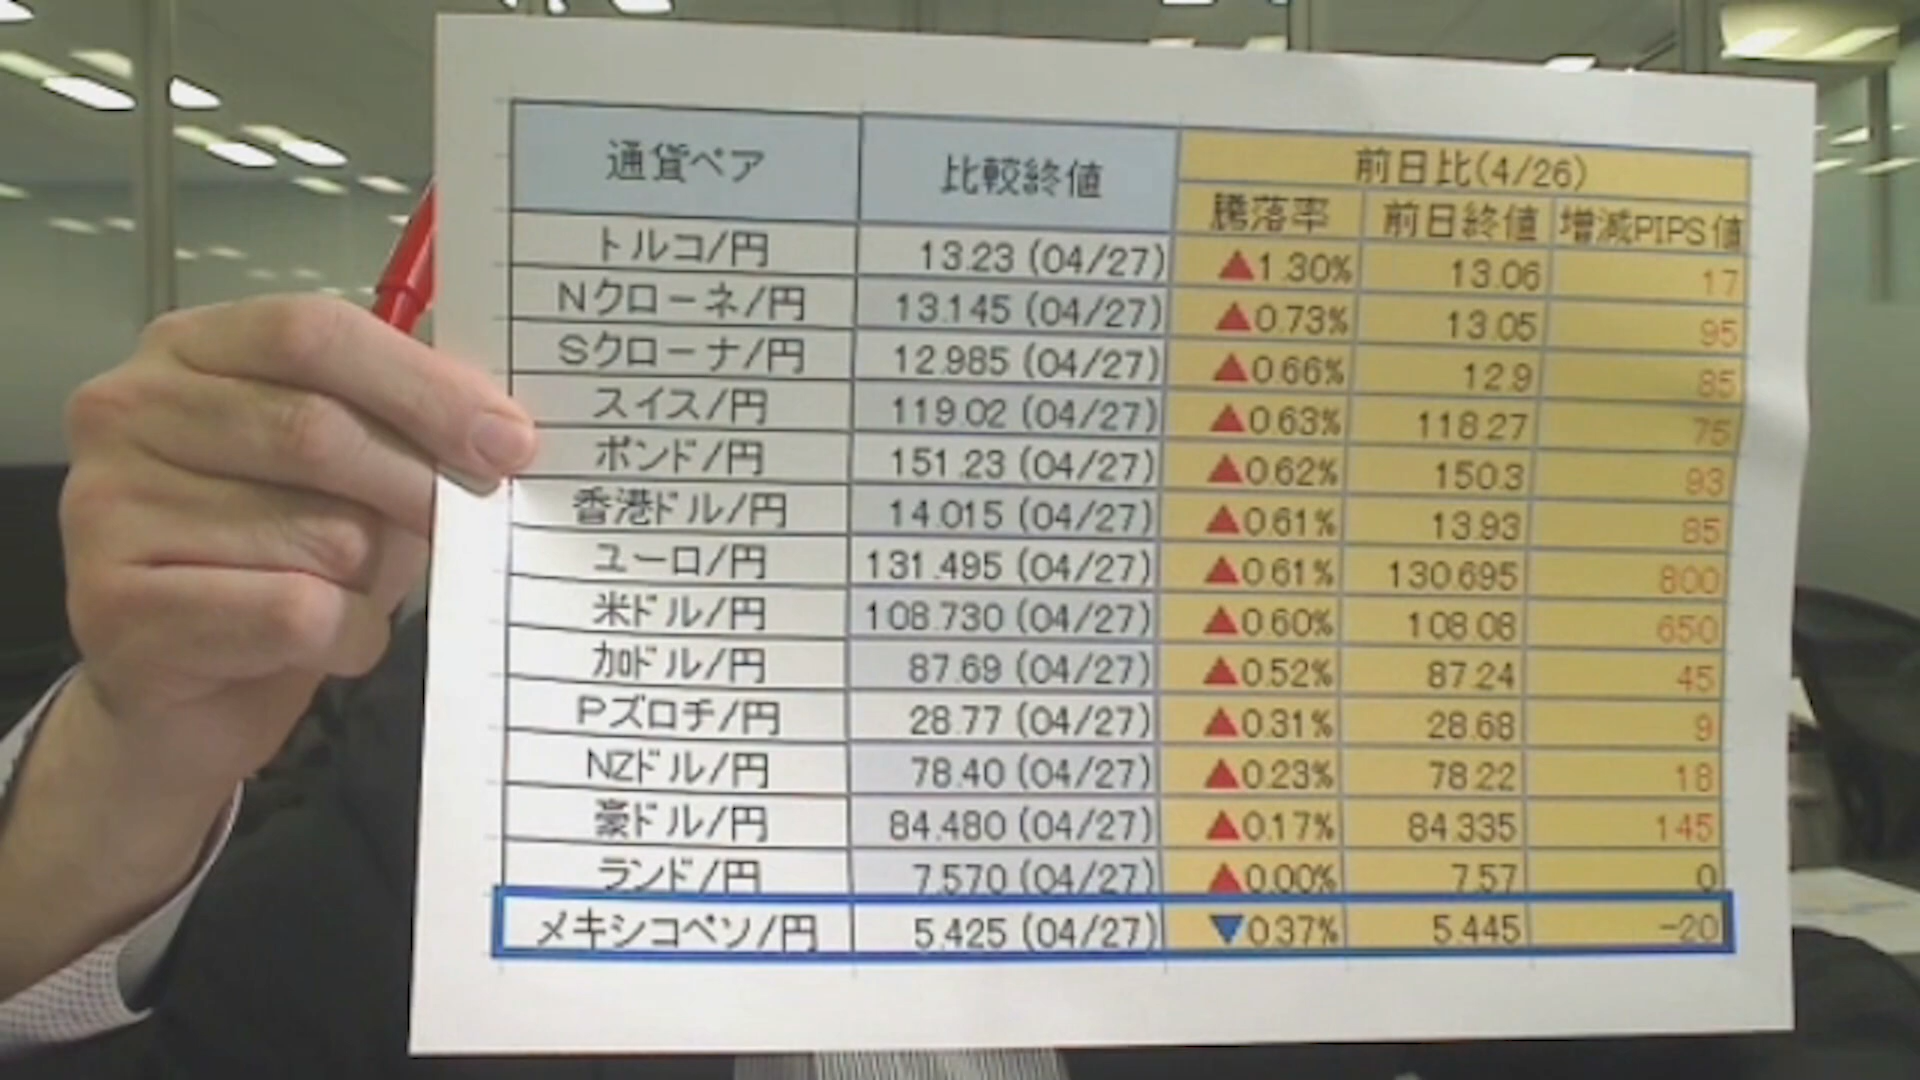 通貨ペア 比較終値 前日比(4/26)
騰落率 前日終値 増減PIPS値
トルコ/円 13.23 (04/27) ▲1.30% 13.06 17
Nクローネ/円 13.145 (04/27) ▲0.73% 13.05 95
Sクローナ/円 12.985 (04/27) ▲0.66% 12.9 85
スイス/円 119.02 (04/27) ▲0.63% 118.27 75
ポンド/円 151.23 (04/27) ▲0.62% 150.3 93
香港ドル/円 14.015 (04/27) ▲0.61% 13.93 85
ユーロ/円 131.495 (04/27) ▲0.61% 130.695 800
米ドル/円 108.730 (04/27) ▲0.60% 108.08 650
加ドル/円 87.69 (04/27) ▲0.52% 87.24 45
Pズロチ/円 28.77 (04/27) ▲0.31% 28.68 9
NZドル/円 78.40 (04/27) ▲0.23% 78.22 18
豪ドル/円 84.480 (04/27) ▲0.17% 84.335 145
ランド/円 7.570 (04/27) ▲0.00% 7.57 0
メキシコペソ/円 5.425 (04/27) ▼0.37% 5.445 -20